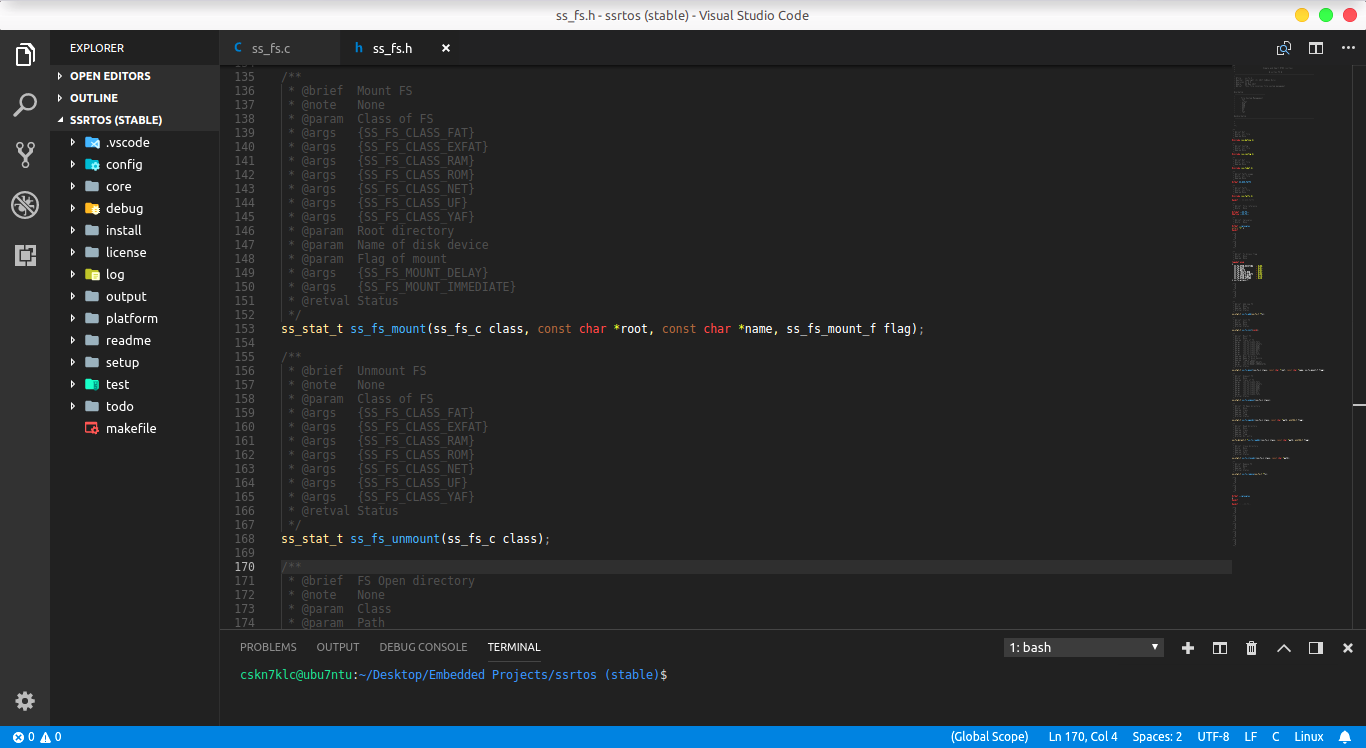 ss_fs.h - ssrtos (stable) - Visual Studio Code
EXPLORER
OPEN EDITORS
OUTLINE
SSRTOS (STABLE)
.vscode
config
core
debug
install
license
log
output
platform
readme
setup
test
todo
makefile
C ss_fs.c
h ss_fs.h
135 /**
136 * @brief Mount FS
137 * @note None
138 * @param Class of FS
139 * @args {SS_FS_CLASS_FAT}
140 * @args {SS_FS_CLASS_EXFAT}
141 * @args {SS_FS_CLASS_RAM}
142 * @args {SS_FS_CLASS_ROM}
143 * @args {SS_FS_CLASS_NET}
144 * @args {SS_FS_CLASS_UF}
145 * @args {SS_FS_CLASS_YAF}
146 * @param Root directory
147 * @param Name of disk device
148 * @param Flag of mount
149 * @args {SS_FS_MOUNT_DELAY}
150 * @args {SS_FS_MOUNT_IMMEDIATE}
151 * @retval Status
152 */
153 ss_stat_t ss_fs_mount(ss_fs_c class, const char *root, const char *name, ss_fs_mount_f flag);
154
155 /**
156 * @brief Unmount FS
157 * @note None
158 * @param Class of FS
159 * @args {SS_FS_CLASS_FAT}
160 * @args {SS_FS_CLASS_EXFAT}
161 * @args {SS_FS_CLASS_RAM}
162 * @args {SS_FS_CLASS_ROM}
163 * @args {SS_FS_CLASS_NET}
164 * @args {SS_FS_CLASS_UF}
165 * @args {SS_FS_CLASS_YAF}
166 * @retval Status
167 */
168 ss_stat_t ss_fs_unmount(ss_fs_c class);
169
170 /**
171 * @brief FS Open directory
172 * @note None
173 * @param Class
174 * @param Path
PROBLEMS OUTPUT DEBUG CONSOLE TERMINAL 1: bash
cskn7klc@ubu7ntu:~/Desktop/Embedded Projects/ssrtos (stable)$
0 0 (Global Scope) Ln 170, Col 4 Spaces: 2 UTF-8 LF C Linux